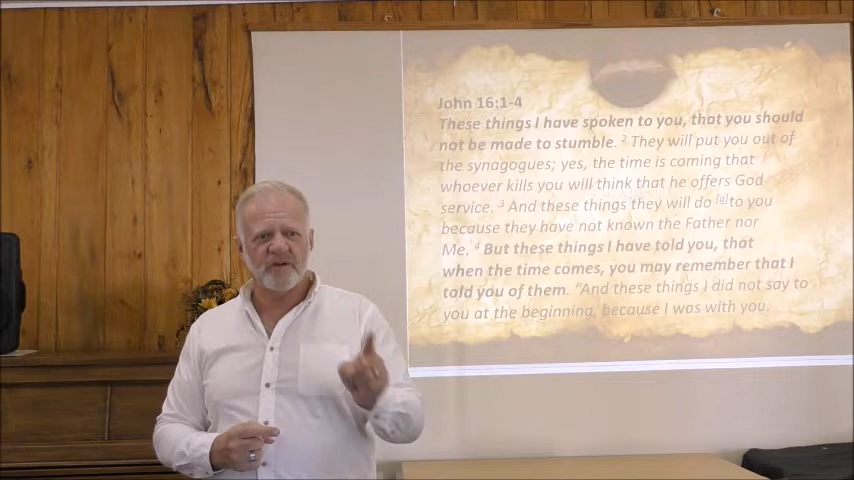 John 16:1-4
These things I have spoken to you, that you should
not be made to stumble. 2 They will put you out of
the synagogues; yes, the time is coming that
whoever kills you will think that he offers God
service. 3 And these things they will do [a]to you
because they have not known the Father nor
Me. 4 But these things I have told you, that
when the time comes, you may remember that I
told you of them. “And these things I did not say to
you at the beginning, because I was with you.